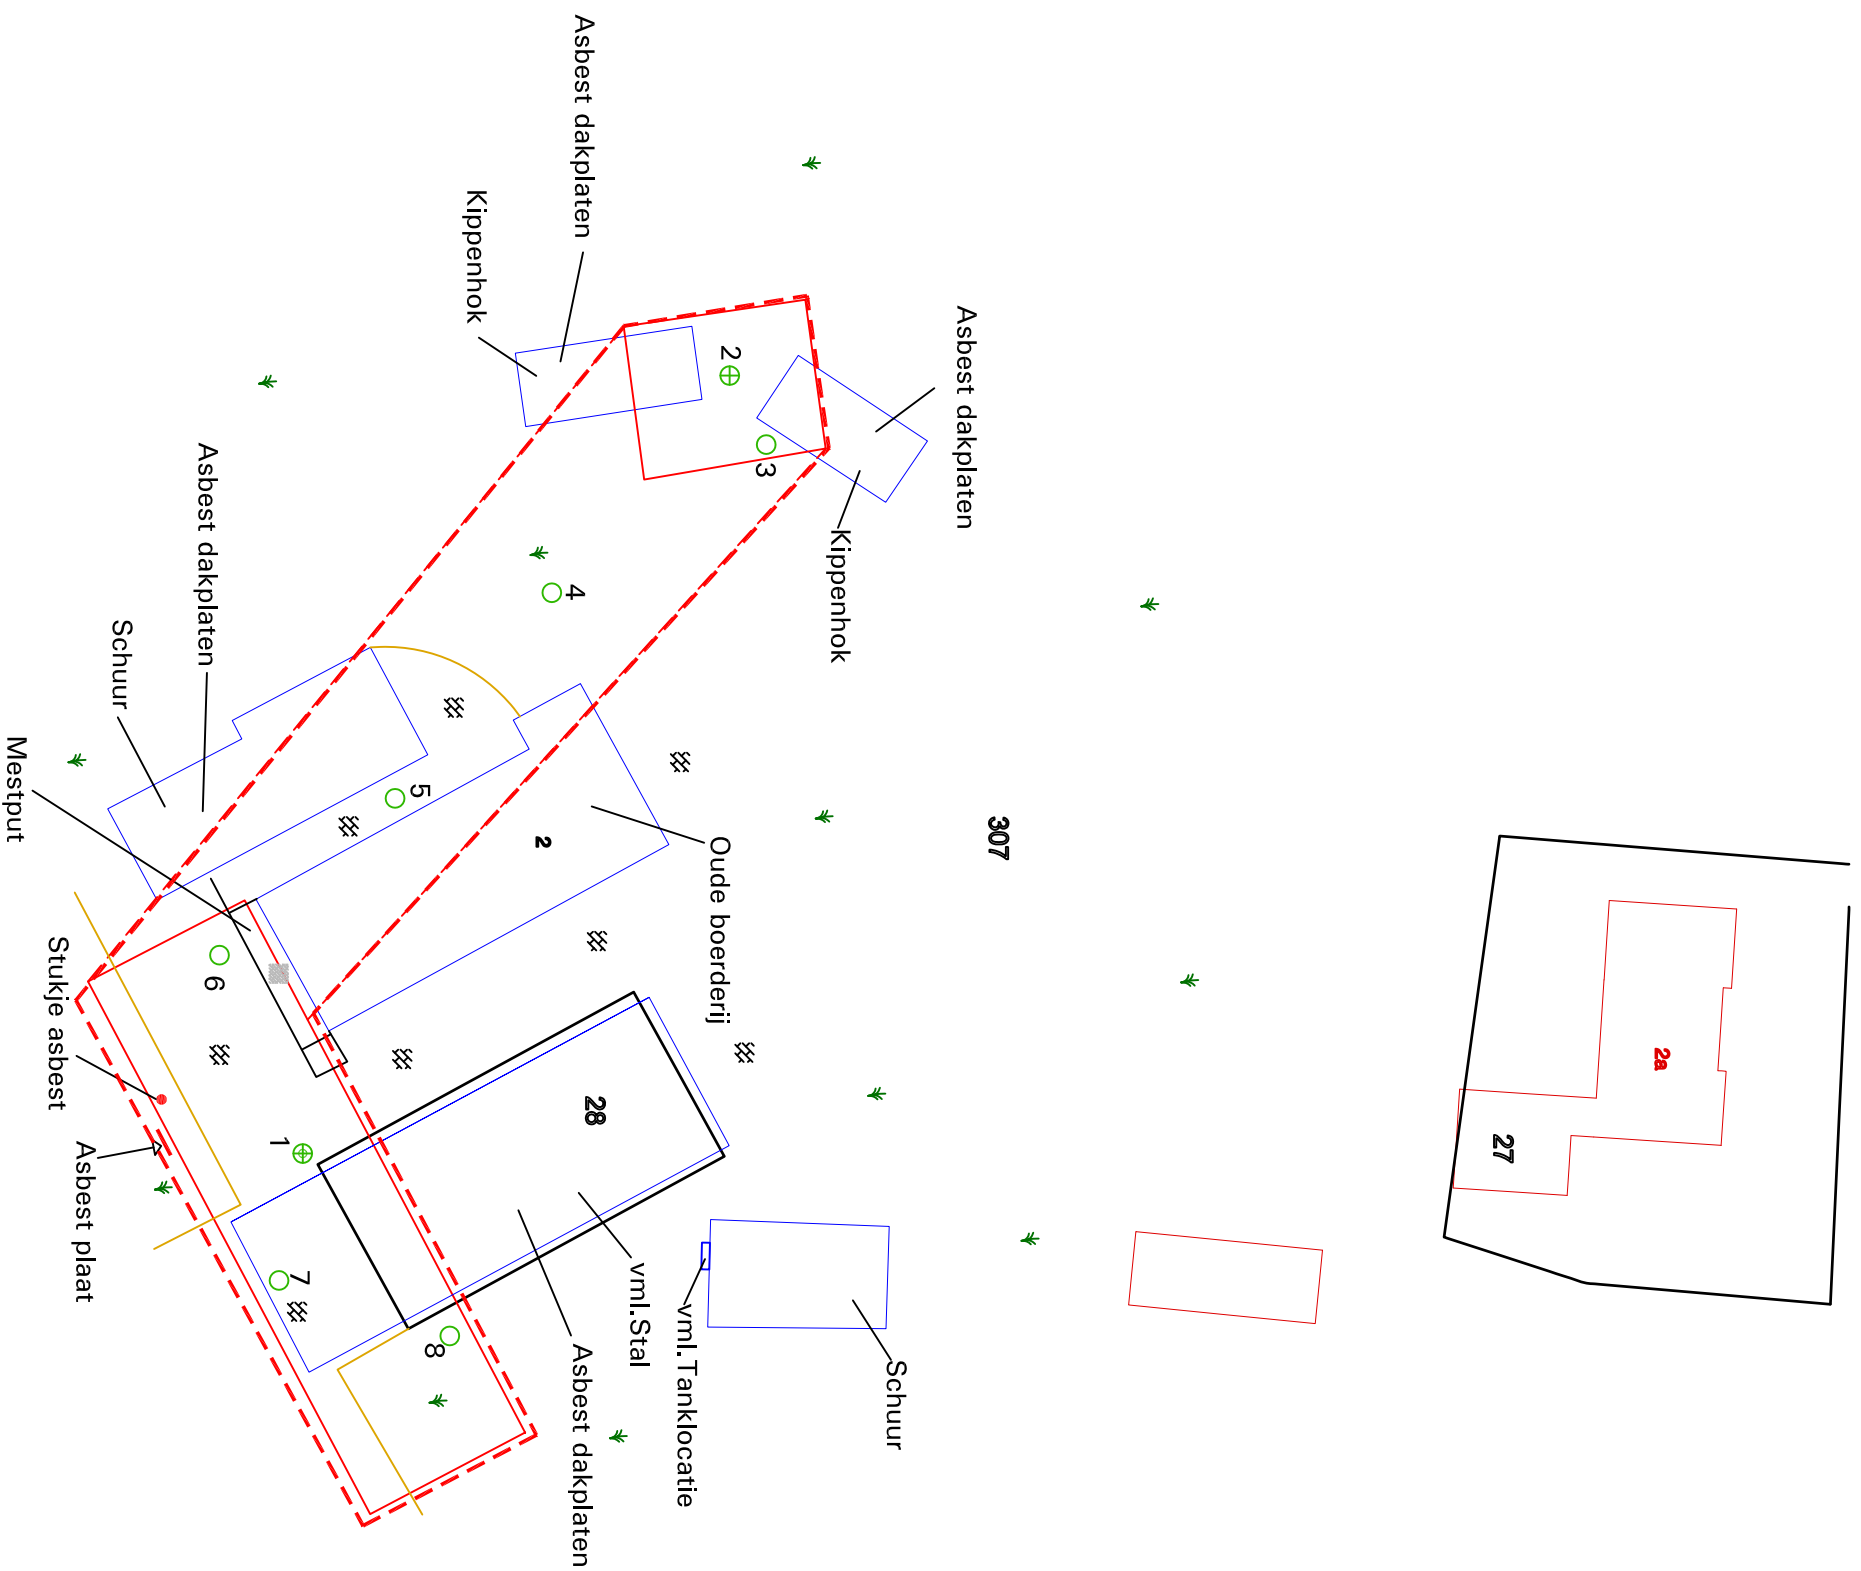 Asbest dakplaten
Kippenhok
Asbest dakplaten
Kippenhok
2
3
4
Asbest dakplaten
Schuur
Mestput
5
2
Oude boerderij
307
6
Stukje asbest
Asbest plaat
1
28
7
8
vml.Stal
Asbest dakplaten
vml.Tanklocatie
Schuur
2a
27